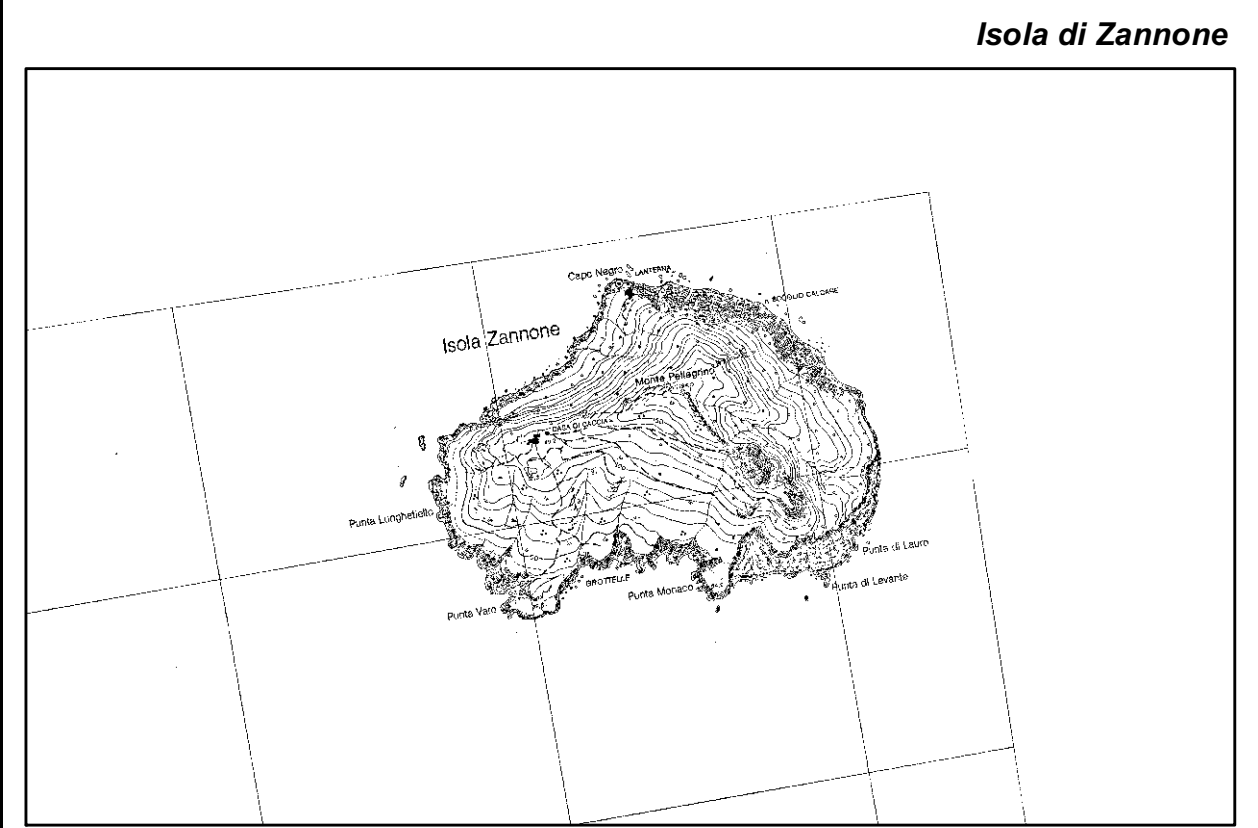 Isola di Zannone
Capo Negro
LANTERNA
SCOGLIO CALCARE
Isola Zannone
Monte Pellegrino
CASA DI CACCIA
Punta Lunghetiello
Punta di Lauro
GROTTELLE
Punta di Levante
Punta Monaco
Punta Varo